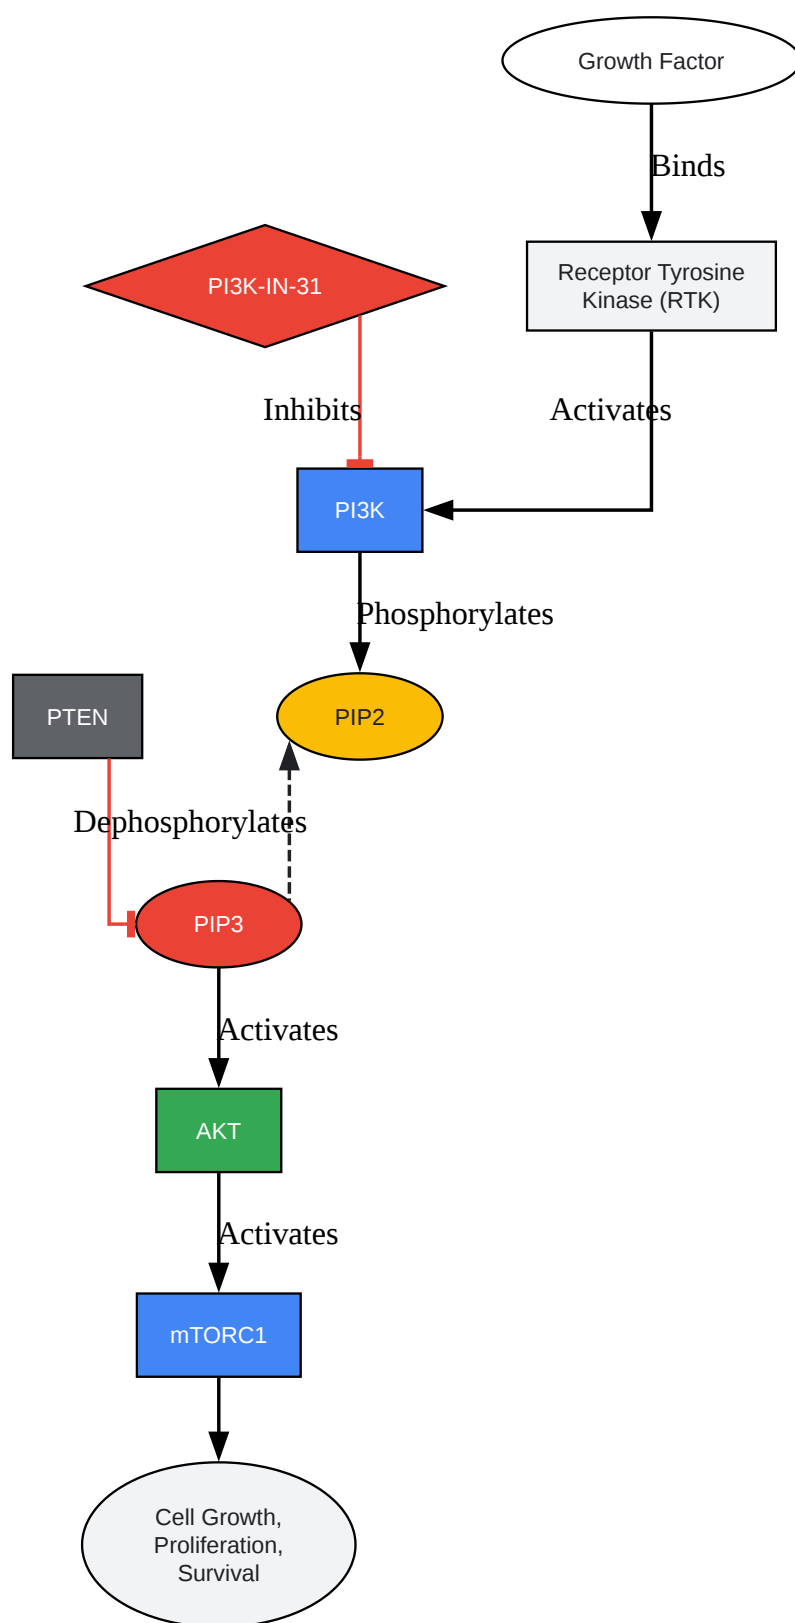 Growth Factor
Binds
Receptor Tyrosine
Kinase (RTK)
PI3K-IN-31
Inhibits
Activates
PI3K
Phosphorylates
PTEN
PIP2
Dephosphorylates
PIP3
Activates
AKT
Activates
mTORC1
Cell Growth,
Proliferation,
Survival